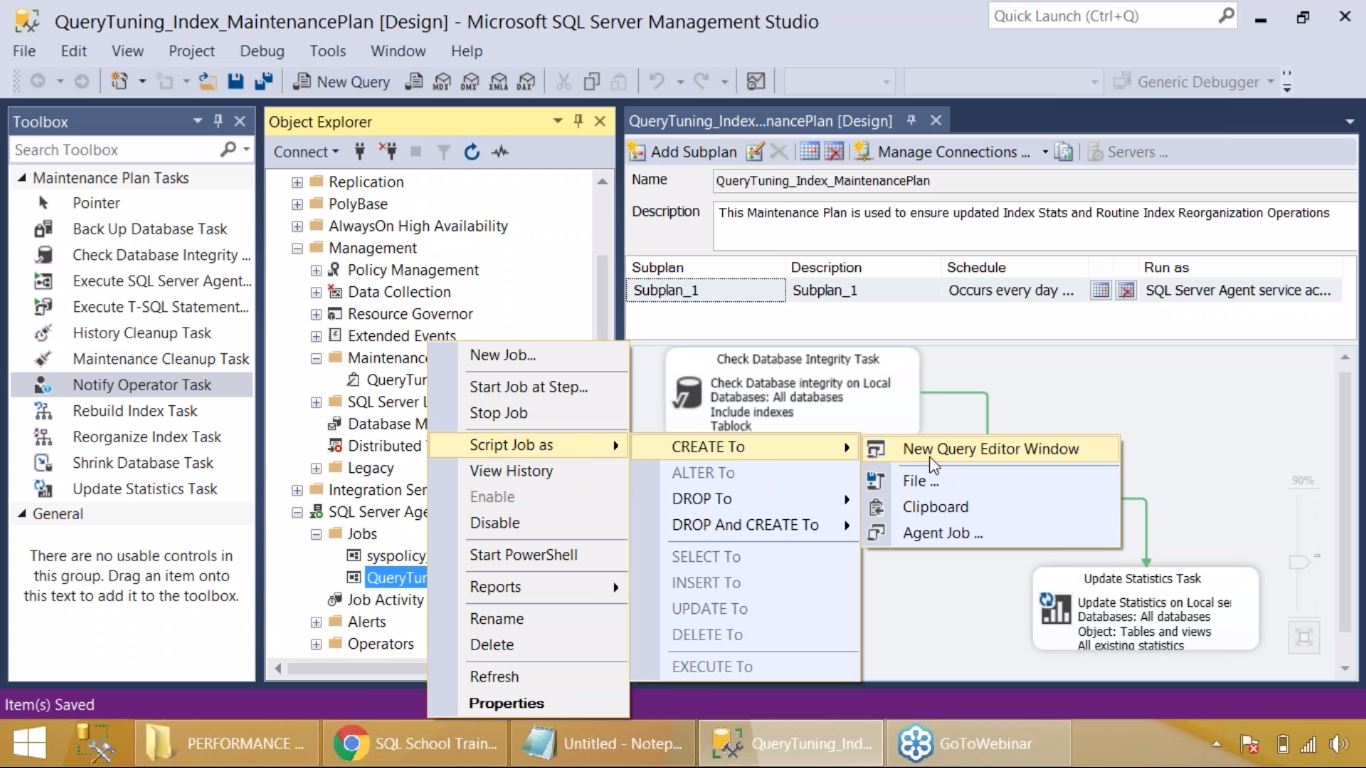 QueryTuning_Index_MaintenancePlan [Design] - Microsoft SQL Server Management Studio
Quick Launch (Ctrl+Q)
File Edit View Project Debug Tools Window Help
New Query
MDX DMX XMLA DAX
Generic Debugger
Toolbox
Search Toolbox
Maintenance Plan Tasks
Pointer
Back Up Database Task
Check Database Integrity ...
Execute SQL Server Agent...
Execute T-SQL Statement...
History Cleanup Task
Maintenance Cleanup Task
Notify Operator Task
Rebuild Index Task
Reorganize Index Task
Shrink Database Task
Update Statistics Task
General
There are no usable controls in
this group. Drag an item onto
this text to add it to the toolbox.
Object Explorer
Connect
Replication
PolyBase
AlwaysOn High Availability
Management
Policy Management
Data Collection
Resource Governor
Extended Events
Maintenance
QueryTur
SQL Server L
Database M
Distributed
Legacy
Integration Ser
SQL Server Age
Jobs
syspolicy
QueryTur
Job Activity
Alerts
Operators
New Job...
Start Job at Step...
Stop Job
Script Job as
View History
Enable
Disable
Start PowerShell
Reports
Rename
Delete
Refresh
Properties
CREATE To
ALTER To
DROP To
DROP And CREATE To
SELECT To
INSERT To
UPDATE To
DELETE To
EXECUTE To
New Query Editor Window
File ...
Clipboard
Agent Job ...
QueryTuning_Index...nancePlan [Design]
Add Subplan
Manage Connections ...
Servers ...
Name QueryTuning_Index_MaintenancePlan
Description This Maintenance Plan is used to ensure updated Index Stats and Routine Index Reorganization Operations
Subplan Description Schedule Run as
Subplan_1 Subplan_1 Occurs every day ... SQL Server Agent service ac...
Check Database Integrity Task
Check Database integrity on Local
Databases: All databases
Include indexes
Tablock
90%
Update Statistics Task
Update Statistics on Local ser
Databases: All databases
Object: Tables and views
All existing statistics
Item(s) Saved
PERFORMANCE ...
SQL School Train...
Untitled - Notep...
QueryTuning_Ind...
GoToWebinar